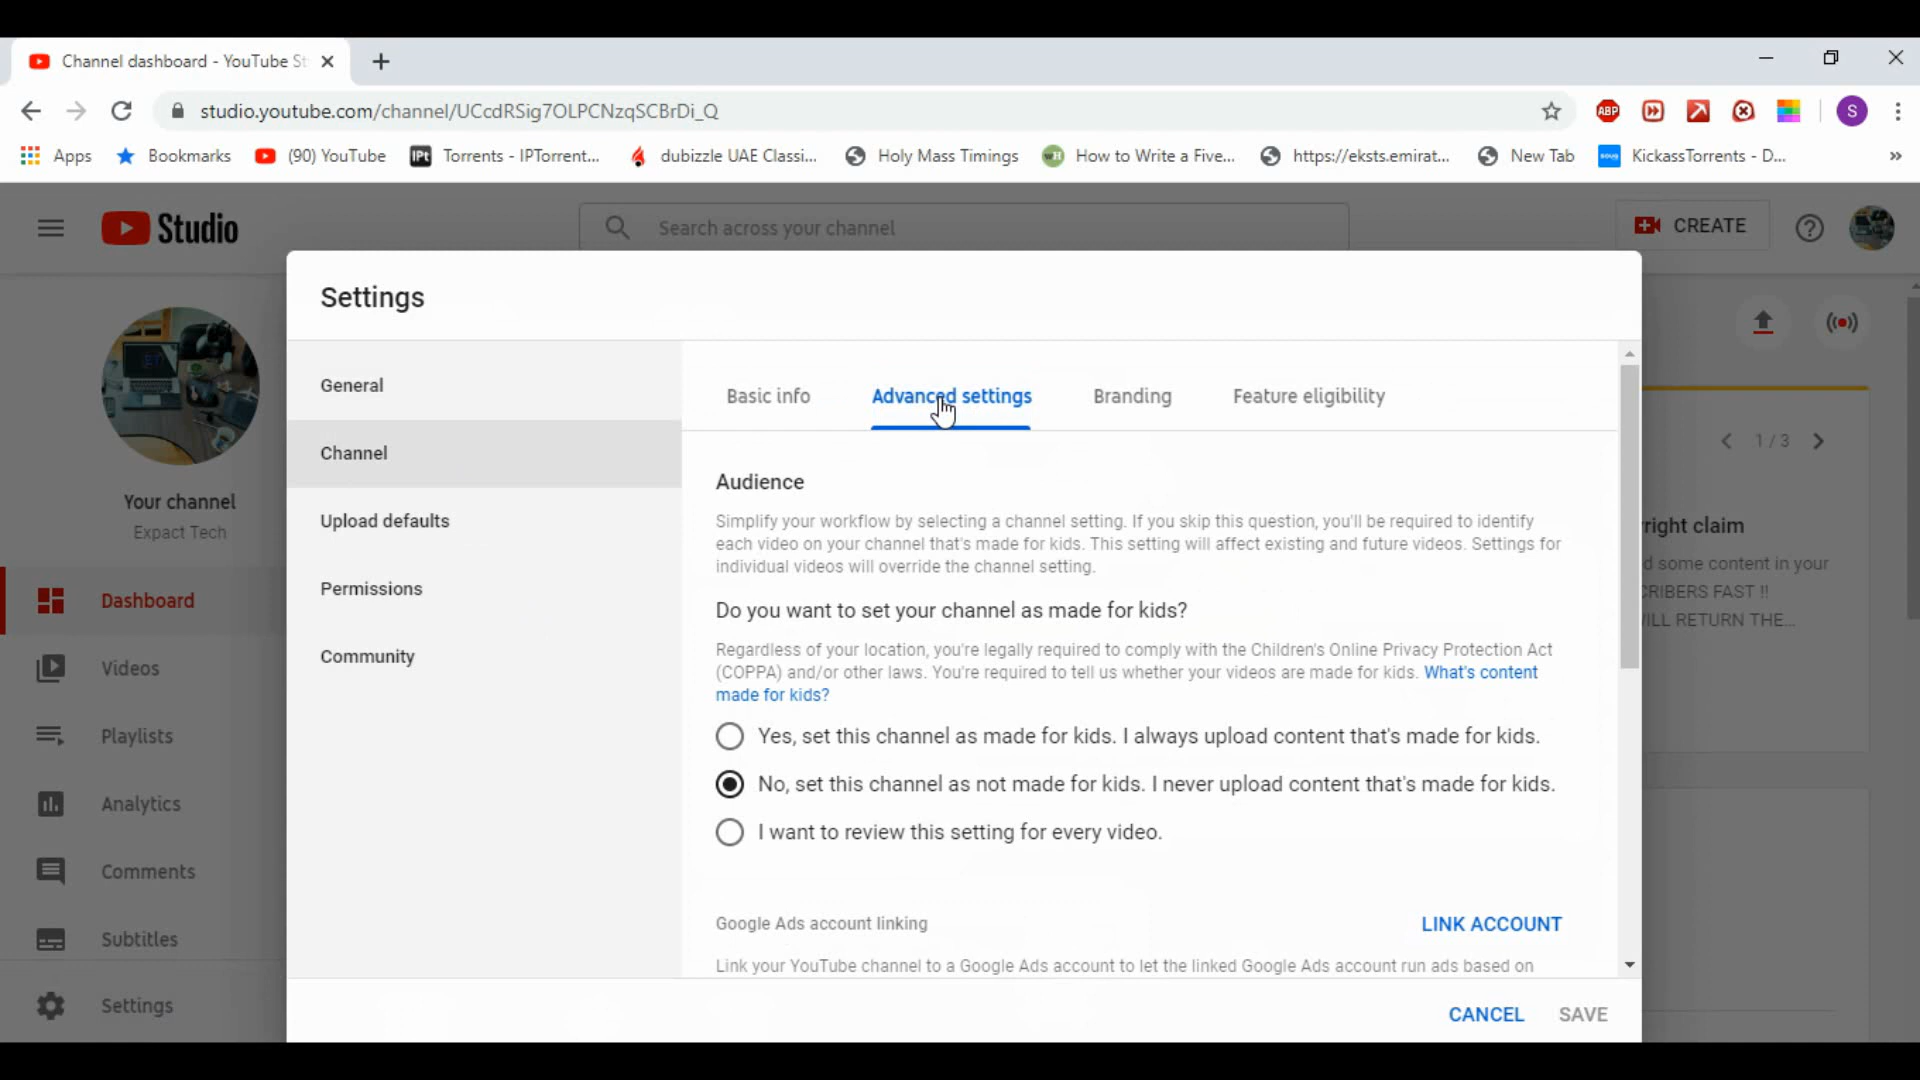 Channel dashboard - YouTube St
studio.youtube.com/channel/UCcdRSig7OLPCNzqSCBrDi_Q
ABP
S
Apps
Bookmarks
(90) YouTube
IPt Torrents - IPTorrent...
dubizzle UAE Classi...
Holy Mass Timings
wH How to Write a Five...
https://eksts.emirat...
New Tab
KickassTorrents - D...
Studio
Search across your channel
CREATE
Settings
General
Channel
Upload defaults
Permissions
Community
Basic info
Advanced settings
Branding
Feature eligibility
Audience
Simplify your workflow by selecting a channel setting. If you skip this question, you'll be required to identify
each video on your channel that's made for kids. This setting will affect existing and future videos. Settings for
individual videos will override the channel setting.
Do you want to set your channel as made for kids?
Regardless of your location, you're legally required to comply with the Children's Online Privacy Protection Act
(COPPA) and/or other laws. You're required to tell us whether your videos are made for kids. What's content
made for kids?
Yes, set this channel as made for kids. I always upload content that's made for kids.
No, set this channel as not made for kids. I never upload content that's made for kids.
I want to review this setting for every video.
Google Ads account linking
LINK ACCOUNT
Link your YouTube channel to a Google Ads account to let the linked Google Ads account run ads based on
CANCEL
SAVE
Your channel
Expact Tech
Dashboard
Videos
Playlists
Analytics
Comments
Subtitles
Settings
1 / 3
right claim
d some content in your
CRIBERS FAST !!
ILL RETURN THE...